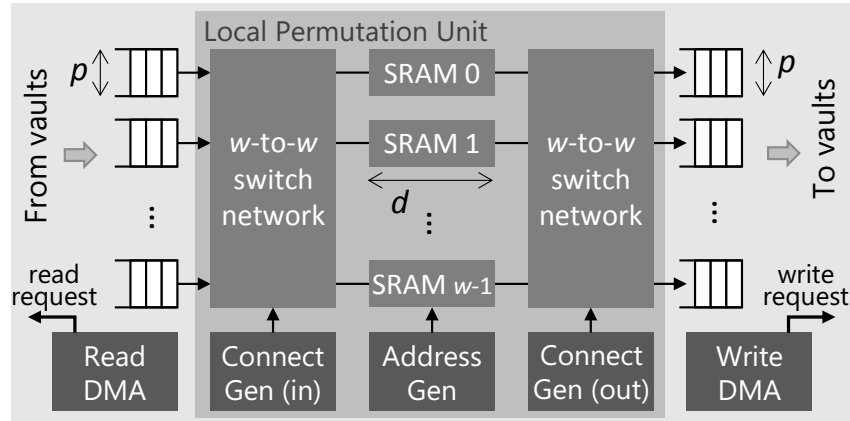 Local Permutation Unit
p
From vaults
w-to-w
switch
network
SRAM 0
SRAM 1
d
...
SRAM w-1
w-to-w
switch
network
p
To vaults
...
...
read
request
write
request
Read
DMA
Connect
Gen (in)
Address
Gen
Connect
Gen (out)
Write
DMA